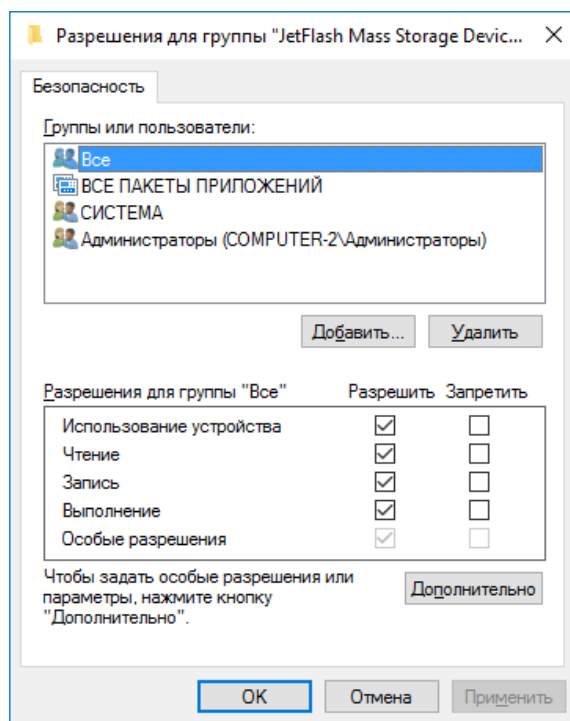 Разрешения для группы "JetFlash Mass Storage Devic...
Безопасность
Группы или пользователи:
Все
ВСЕ ПАКЕТЫ ПРИЛОЖЕНИЙ
СИСТЕМА
Администраторы (COMPUTER-2\Администраторы)
Добавить...
Удалить
Разрешения для группы "Все" Разрешить Запретить
Использование устройства
Чтение
Запись
Выполнение
Особые разрешения
Чтобы задать особые разрешения или
параметры, нажмите кнопку
"Дополнительно".
Дополнительно
OK
Отмена
Применить